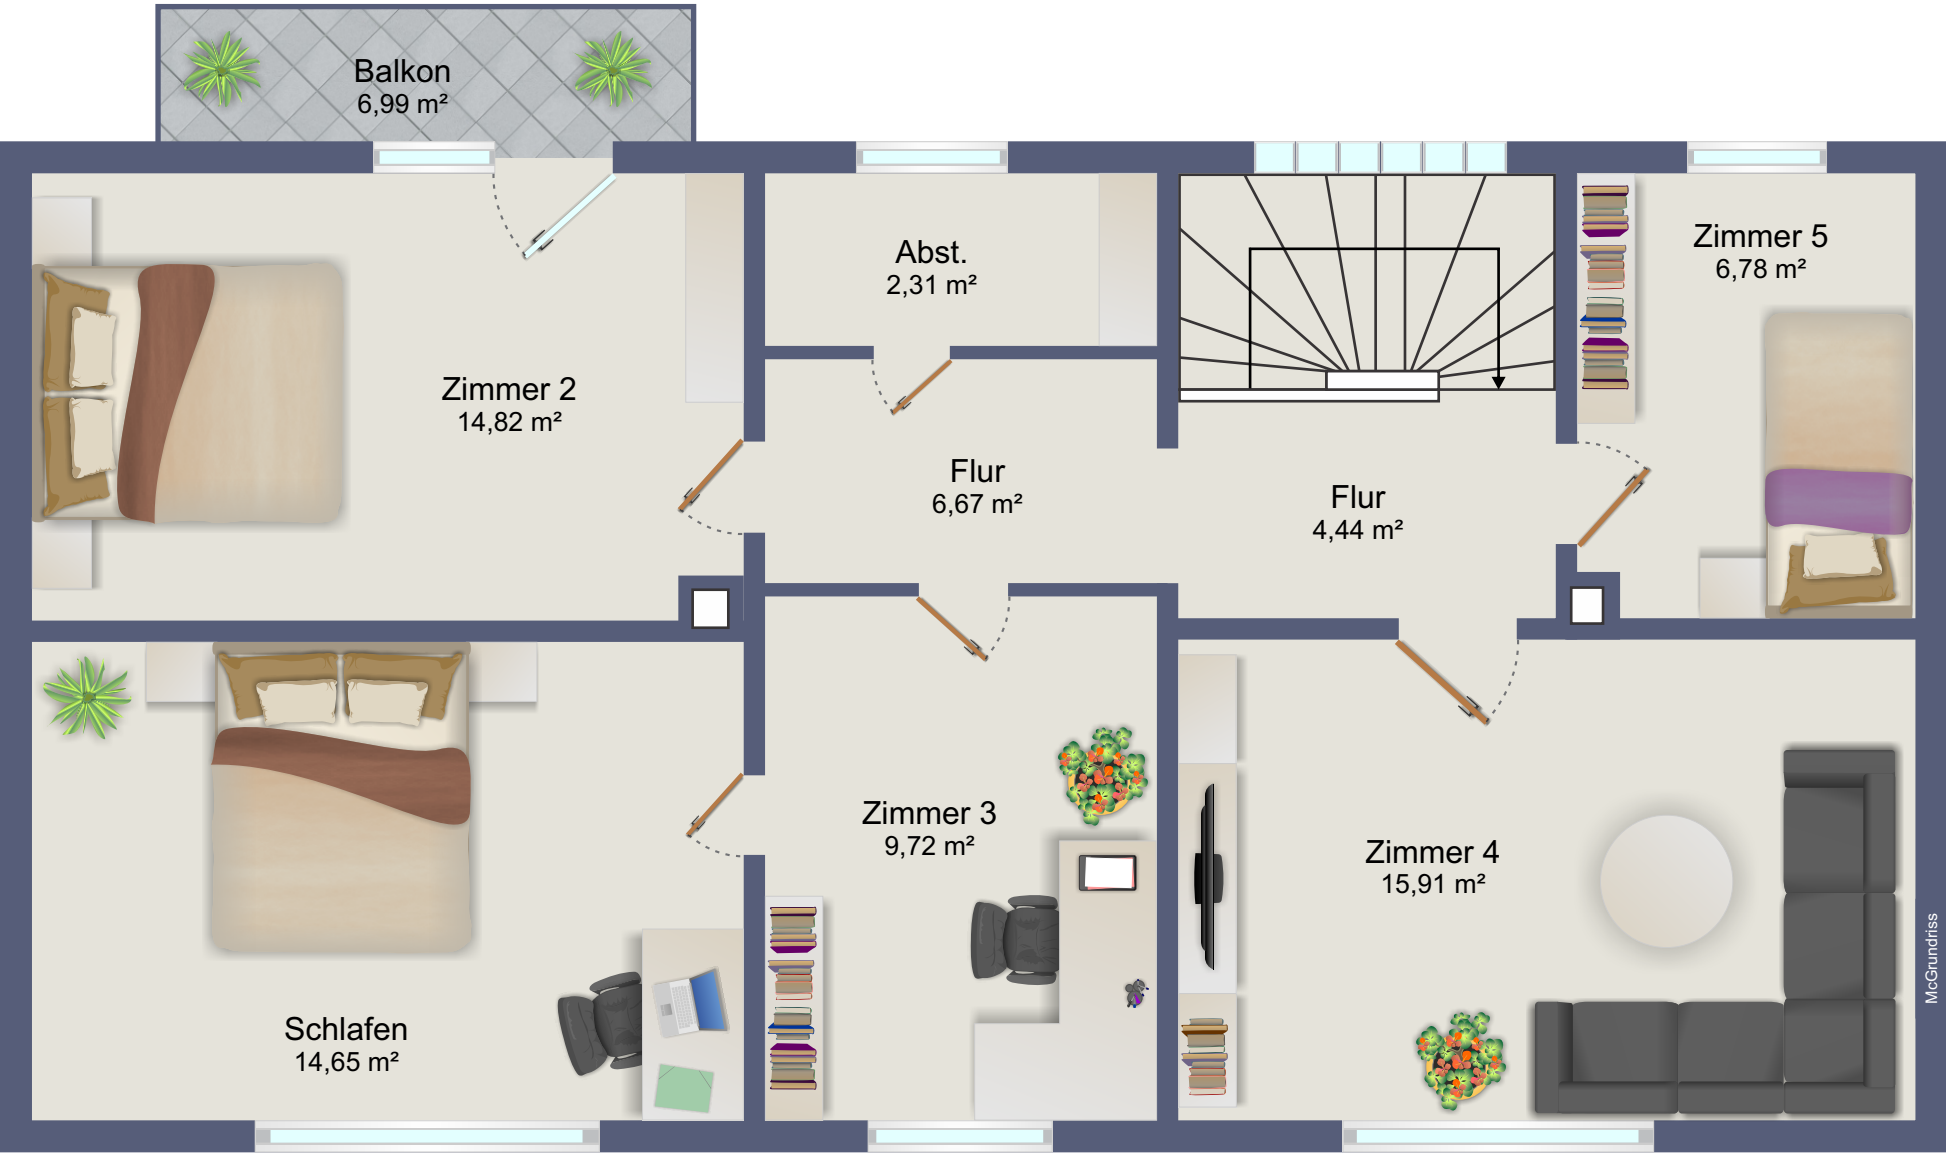 Balkon
6,99 m²
Zimmer 2
14,82 m²
Abst.
2,31 m²
Zimmer 5
6,78 m²
Flur
6,67 m²
Flur
4,44 m²
Zimmer 3
9,72 m²
Zimmer 4
15,91 m²
Schlafen
14,65 m²
McGrundriss